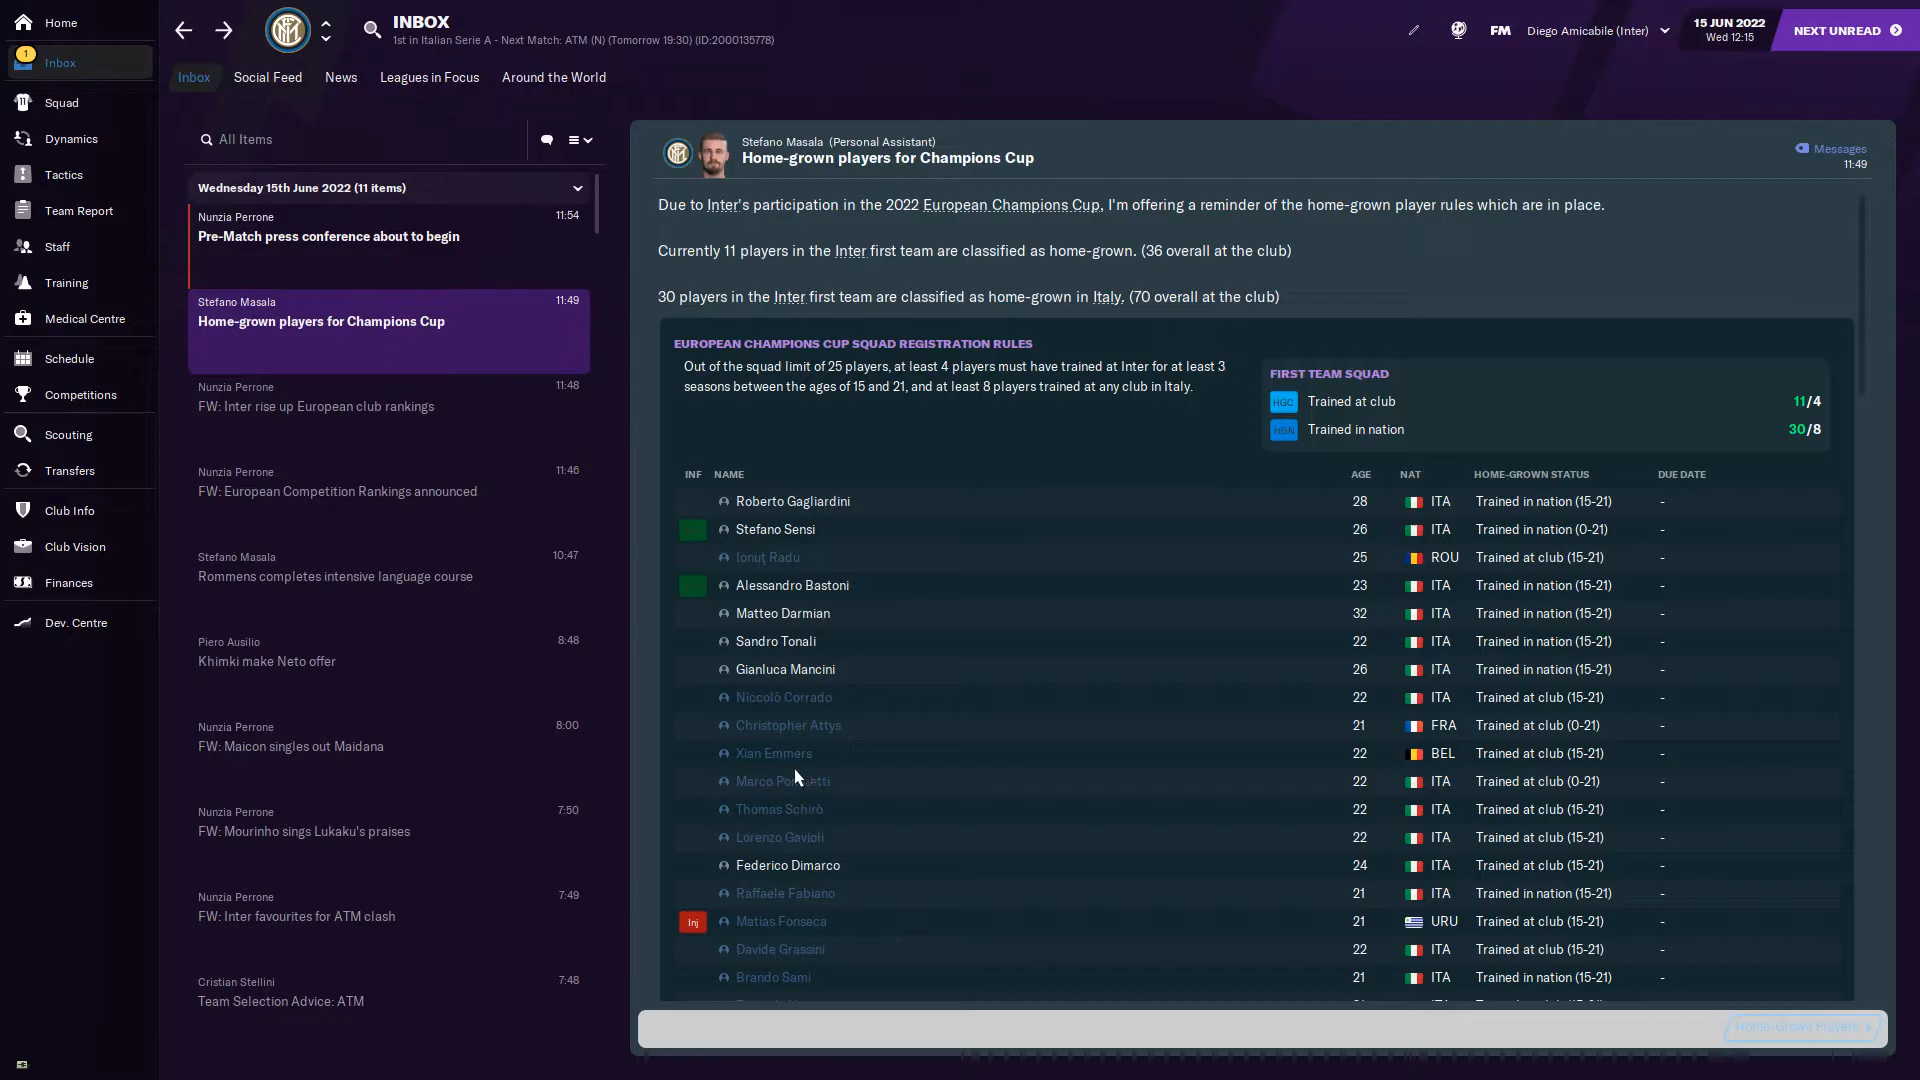 Home
1
Inbox
Squad
Dynamics
Tactics
Team Report
Staff
Training
Medical Centre
Schedule
Competitions
Scouting
Transfers
Club Info
Club Vision
Finances
Dev. Centre
INBOX
1st in Italian Serie A - Next Match: ATM (N) (Tomorrow 19:30) (ID:2000135778)
FM
Diego Amicabile (Inter)
15 JUN 2022
Wed 12:15
NEXT UNREAD
Inbox
Social Feed
News
Leagues in Focus
Around the World
All Items
Wednesday 15th June 2022 (11 items)
Nunzia Perrone 11:54
Pre-Match press conference about to begin
Stefano Masala 11:49
Home-grown players for Champions Cup
Nunzia Perrone 11:48
FW: Inter rise up European club rankings
Nunzia Perrone 11:46
FW: European Competition Rankings announced
Stefano Masala 10:47
Rommens completes intensive language course
Piero Ausilio 8:48
Khimki make Neto offer
Nunzia Perrone 8:00
FW: Maicon singles out Maidana
Nunzia Perrone 7:50
FW: Mourinho sings Lukaku's praises
Nunzia Perrone 7:49
FW: Inter favourites for ATM clash
Cristian Stellini 7:48
Team Selection Advice: ATM
Stefano Masala (Personal Assistant)
Home-grown players for Champions Cup
Messages
11:49
Due to Inter's participation in the 2022 European Champions Cup, I'm offering a reminder of the home-grown player rules which are in place.
Currently 11 players in the Inter first team are classified as home-grown. (36 overall at the club)
30 players in the Inter first team are classified as home-grown in Italy. (70 overall at the club)
EUROPEAN CHAMPIONS CUP SQUAD REGISTRATION RULES
Out of the squad limit of 25 players, at least 4 players must have trained at Inter for at least 3
seasons between the ages of 15 and 21, and at least 8 players trained at any club in Italy.
FIRST TEAM SQUAD
HGC Trained at club 11/4
HGN Trained in nation 30/8
INF NAME AGE NAT HOME-GROWN STATUS DUE DATE
Roberto Gagliardini 28 ITA Trained in nation (15-21) -
Stefano Sensi 26 ITA Trained in nation (0-21) -
Ionuț Radu 25 ROU Trained at club (15-21) -
Alessandro Bastoni 23 ITA Trained in nation (15-21) -
Matteo Darmian 32 ITA Trained in nation (15-21) -
Sandro Tonali 22 ITA Trained in nation (15-21) -
Gianluca Mancini 26 ITA Trained in nation (15-21) -
Niccolò Corrado 22 ITA Trained at club (15-21) -
Christopher Attys 21 FRA Trained at club (0-21) -
Xian Emmers 22 BEL Trained at club (15-21) -
Marco 22 ITA Trained at club (0-21) -
Thomas Schirò 22 ITA Trained at club (15-21) -
Lorenzo Gavioli 22 ITA Trained at club (15-21) -
Federico Dimarco 24 ITA Trained at club (15-21) -
Raffaele Fabiano 21 ITA Trained in nation (15-21) -
Inj Matias Fonseca 21 URU Trained at club (15-21) -
Davide Grassini 22 ITA Trained at club (15-21) -
Brando Sami 21 ITA Trained in nation (15-21) -
Home-Grown Players